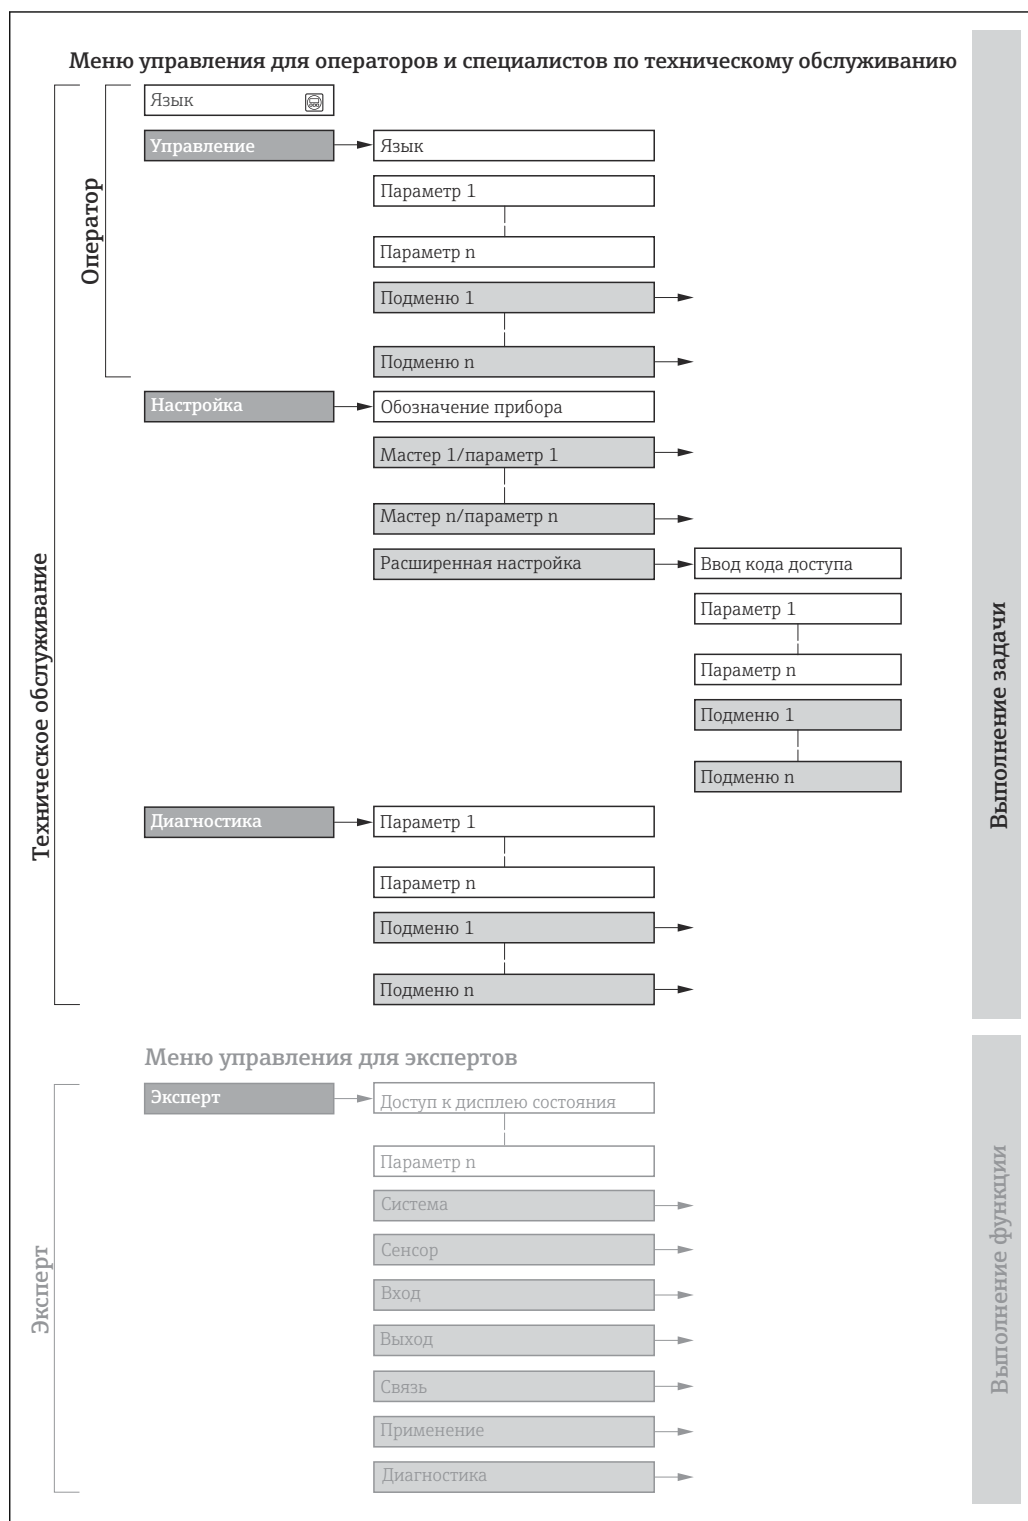 Меню управления для операторов и специалистов по техническому обслуживанию
Язык
Управление
Язык
Параметр 1
Параметр n
Подменю 1
Подменю n
Оператор
Настройка
Обозначение прибора
Мастер 1/параметр 1
Мастер n/параметр n
Расширенная настройка
Ввод кода доступа
Параметр 1
Параметр n
Подменю 1
Подменю n
Диагностика
Параметр 1
Параметр n
Подменю 1
Подменю n
Техническое обслуживание
Выполнение задачи
Меню управления для экспертов
Эксперт
Доступ к дисплею состояния
Параметр n
Система
Сенсор
Вход
Выход
Связь
Применение
Диагностика
Эксперт
Выполнение функции